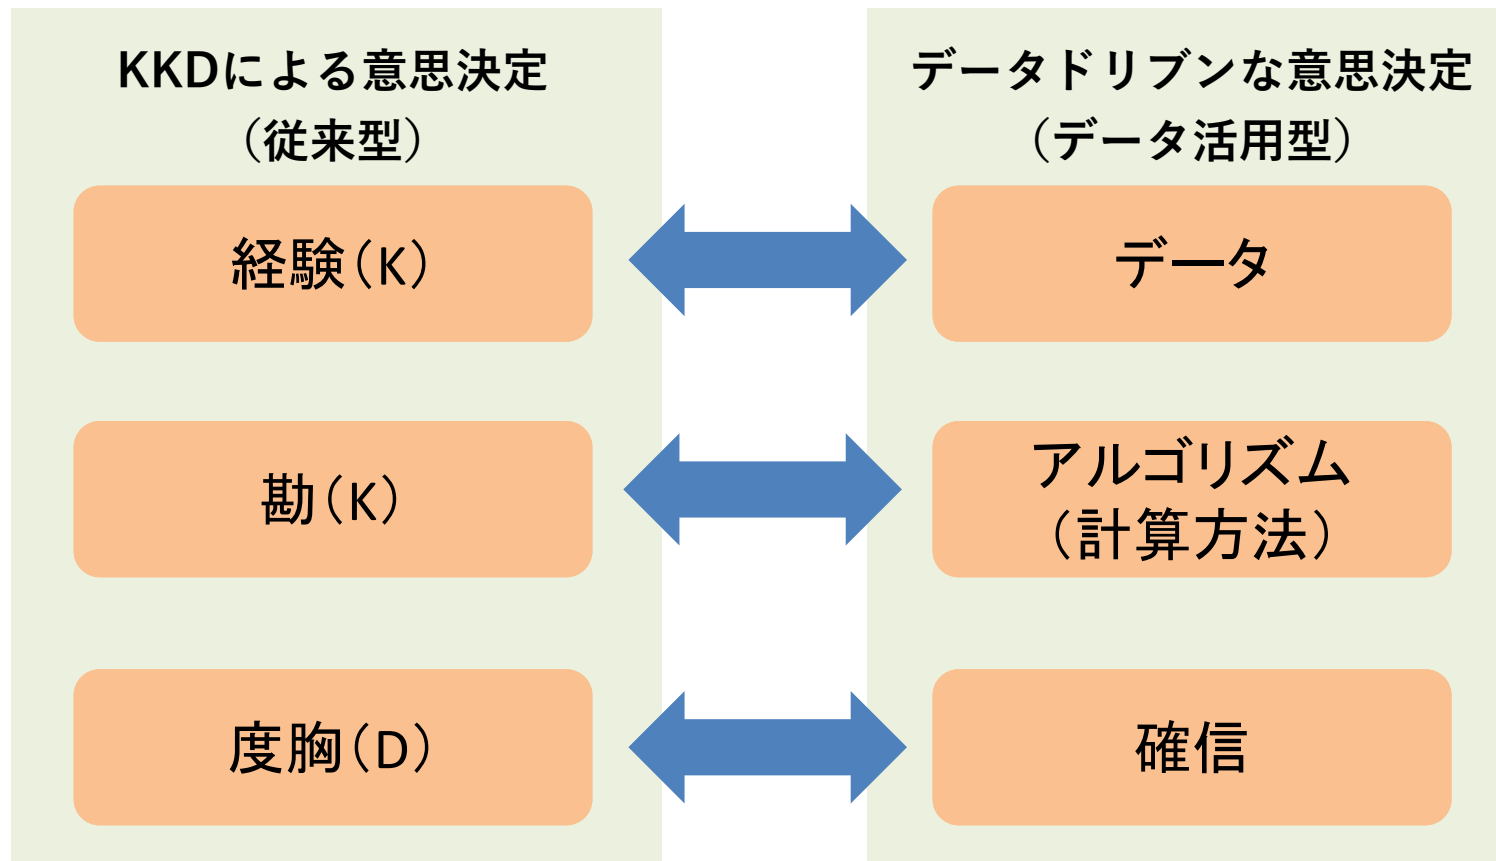 KKDによる意思決定
（従来型）
経験（K）
勘（K）
度胸（D）
データドリブンな意思決定
（データ活用型）
データ
アルゴリズム
（計算方法）
確信